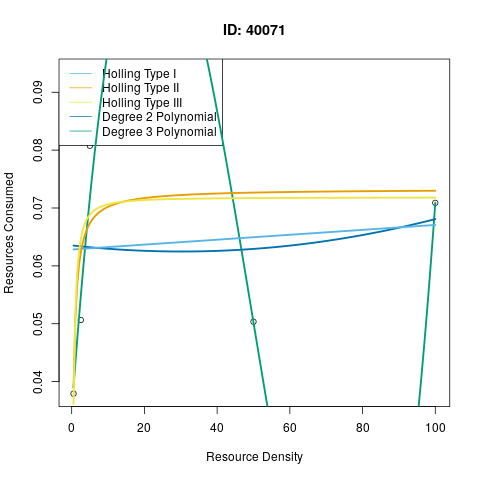 ID: 40071
Holling Type I
Holling Type II
Holling Type III
Degree 2 Polynomial
Degree 3 Polynomial
Resources Consumed
0.09
0.08
0.07
0.06
0.05
0.04
0 20 40 60 80 100
Resource Density